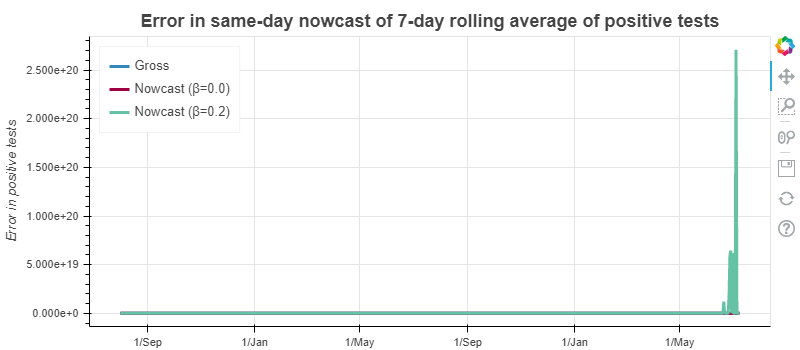 Error in same-day nowcast of 7-day rolling average of positive tests
Gross
Nowcast (β=0.0)
Nowcast (β=0.2)
Error in positive tests
2.500e+20
2.000e+20
1.500e+20
1.000e+20
5.000e+19
0.000e+0
1/Sep 1/Jan 1/May 1/Sep 1/Jan 1/May